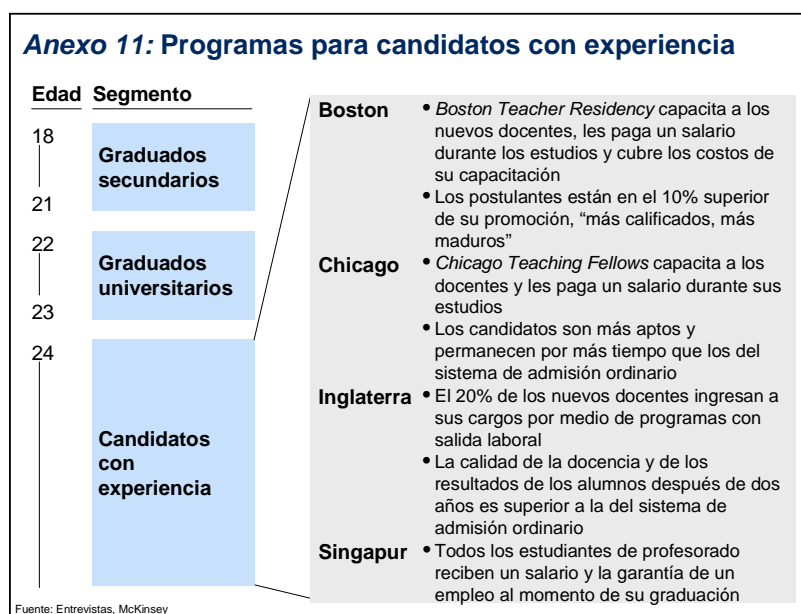 Anexo 11: Programas para candidatos con experiencia
Edad Segmento
18
21
Graduados
secundarios
22
23
Graduados
universitarios
24
Candidatos
con
experiencia
Boston
• Boston Teacher Residency capacita a los
nuevos docentes, les paga un salario
durante los estudios y cubre los costos de
su capacitación
• Los postulantes están en el 10% superior
de su promoción, “más calificados, más
maduros”
Chicago
• Chicago Teaching Fellows capacita a los
docentes y les paga un salario durante sus
estudios
• Los candidatos son más aptos y
permanecen por más tiempo que los del
sistema de admisión ordinario
Inglaterra
• El 20% de los nuevos docentes ingresan a
sus cargos por medio de programas con
salida laboral
• La calidad de la docencia y de los
resultados de los alumnos después de dos
años es superior a la del sistema de
admisión ordinario
Singapur
• Todos los estudiantes de profesorado
reciben un salario y la garantía de un
empleo al momento de su graduación
Fuente: Entrevistas, McKinsey